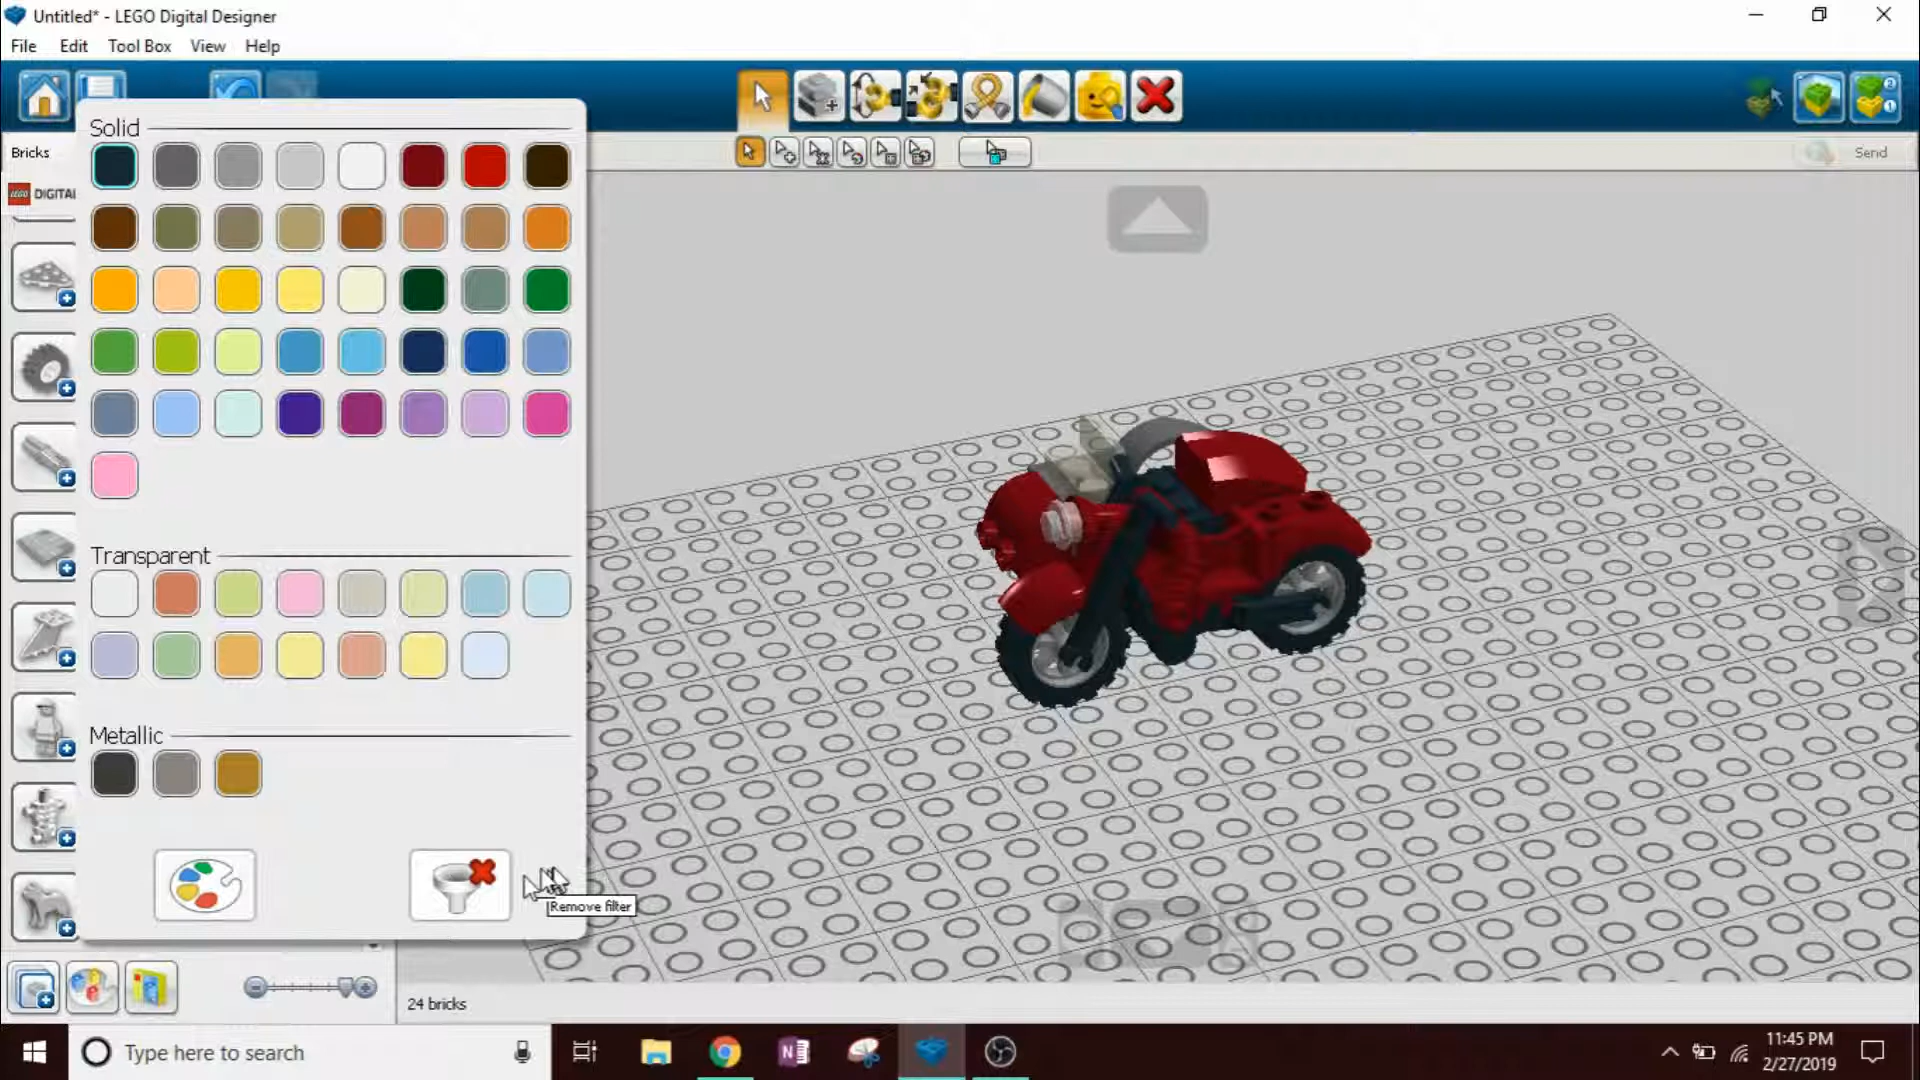 Untitled* - LEGO Digital Designer
File Edit Tool Box View Help
Bricks
LEGO DIGITAL
Send
Solid
Transparent
Metallic
Remove filter
24 bricks
Type here to search
11:45 PM
2/27/2019